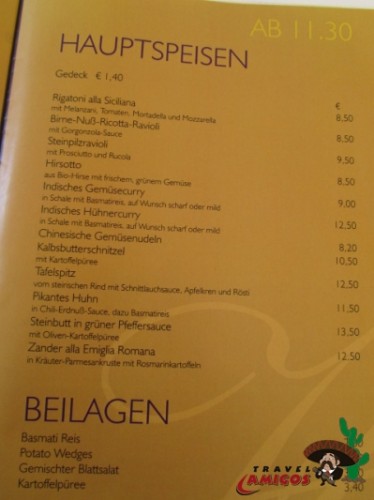 AB 11.30
HAUPTSPEISEN
Gedeck € 1,40
€
Rigatoni alla Siciliana 8,50
mit Melanzani, Tomaten, Mortadella und Mozzarella
Birne-Nuß-Ricotta-Ravioli 8,50
mit Gorgonzola-Sauce
Steinpilzravioli 9,50
mit Prosciutto und Rucola
Hirsotto 8,50
aus Bio-Hirse mit frischem, grünem Gemüse
Indisches Gemüsecurry 9,00
in Schale mit Basmatireis, auf Wunsch scharf oder mild
Indisches Hühnercurry 12,50
in Schale mit Basmatireis, auf Wunsch scharf oder mild
Chinesische Gemüsenudeln 8,20
Kalbsbutterschnitzel 10,50
mit Kartoffelpüree
Tafelspitz 12,50
vom steirischen Rind mit Schnittlauchsauce, Apfelkren und Rösti
Pikantes Huhn 11,50
in Chili-Erdnuß-Sauce, dazu Basmatireis
Steinbutt in grüner Pfeffersauce 13,50
mit Oliven-Kartoffelpüree
Zander alla Emiglia Romana 12,50
in Kräuter-Parmesankruste mit Rosmarinkartoffeln
BEILAGEN
Basmati Reis
Potato Wedges
Gemischter Blattsalat
Kartoffelpüree 3,40
TRAVEL
AMIGOS